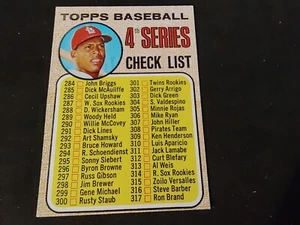 TOPPS BASEBALL
4th SERIES
CHECK LIST
284 John Briggs
285 Dick McAuliffe
286 Cecil Upshaw
287 W. Sox Rookies
288 D. Wickersham
289 Woody Held
290 Willie McCovey
291 Dick Lines
292 Art Shamsky
293 Bruce Howard
294 R. Schoendienst
295 Sonny Siebert
296 Byron Browne
297 Russ Gibson
298 Jim Brewer
299 Gene Michael
300 Rusty Staub
301 Twins Rookies
302 Gerry Arrigo
303 Dick Green
304 S. Valdespino
305 Minnie Rojas
306 Mike Ryan
307 John Hiller
308 Pirates Team
309 Ken Henderson
310 Luis Aparicio
311 Jack Lamabe
312 Curt Blefary
313 Al Weis
314 R. Sox Rookies
315 Zoilo Versalles
316 Steve Barber
317 Ron Brand